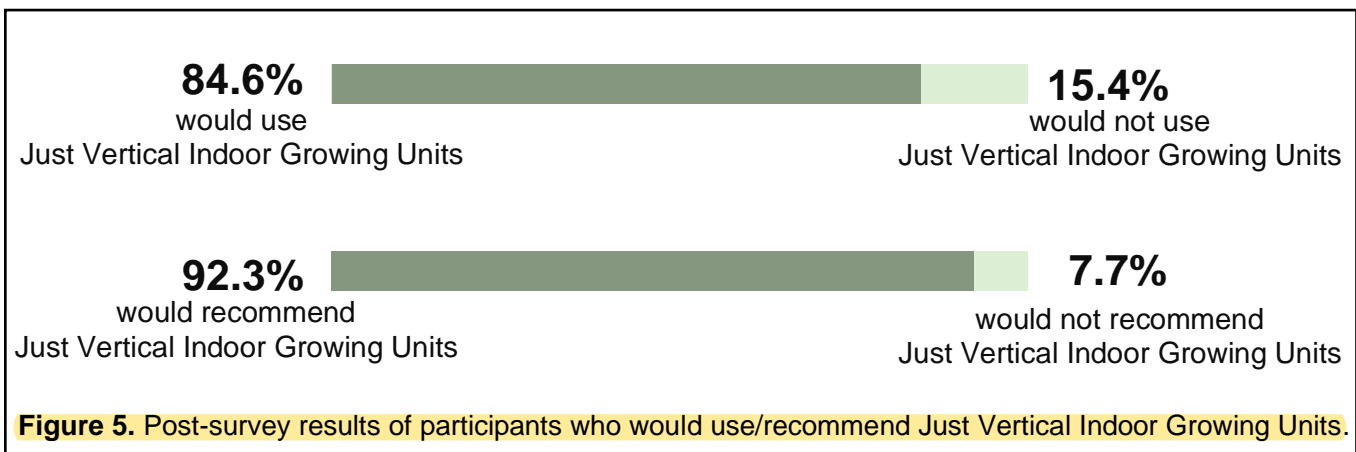 84.6%
would use
Just Vertical Indoor Growing Units
15.4%
would not use
Just Vertical Indoor Growing Units
92.3%
would recommend
Just Vertical Indoor Growing Units
7.7%
would not recommend
Just Vertical Indoor Growing Units
Figure 5. Post-survey results of participants who would use/recommend Just Vertical Indoor Growing Units.